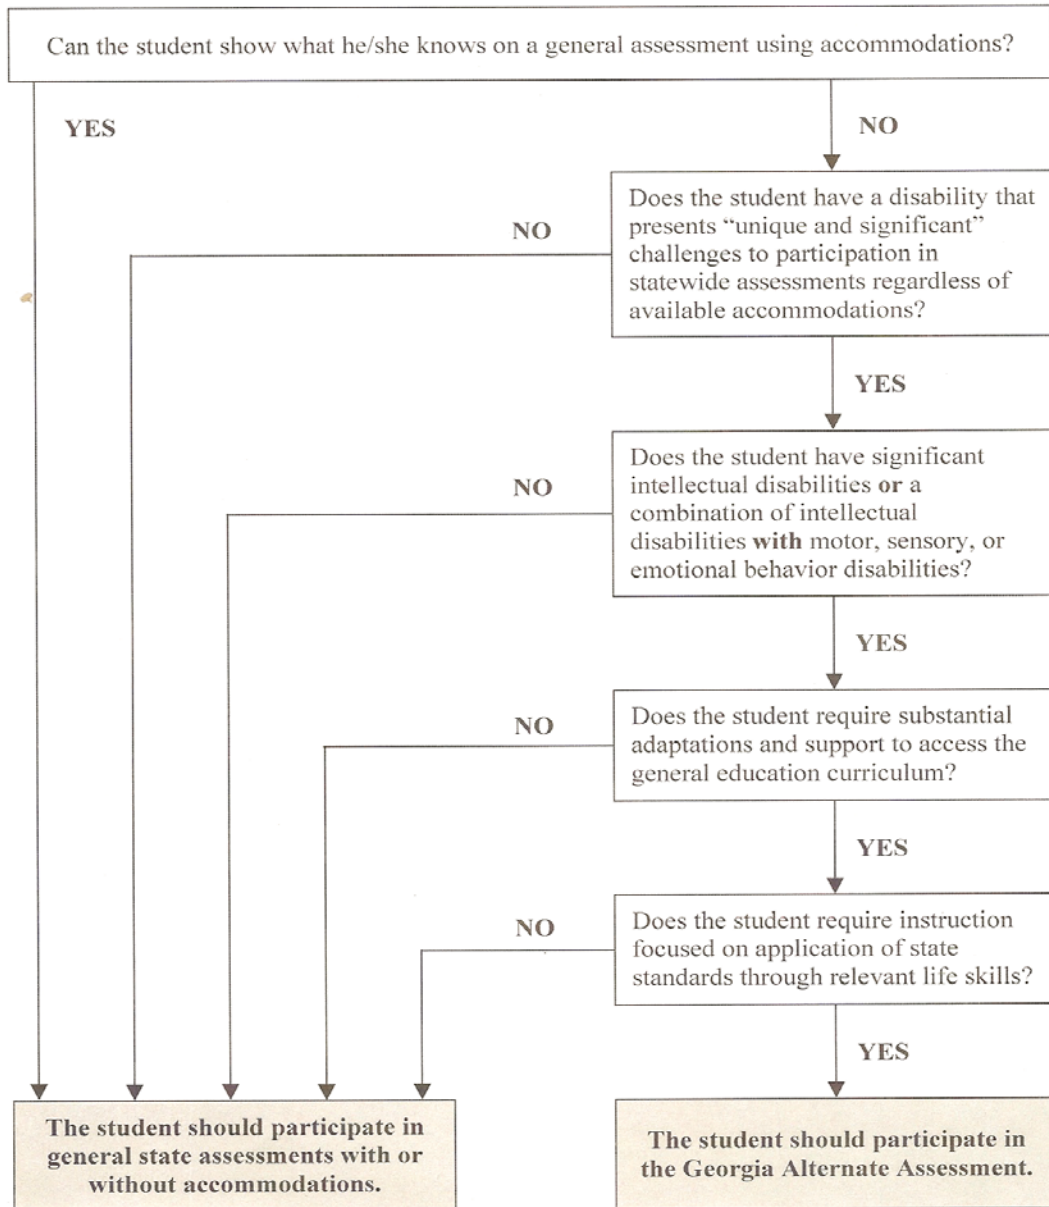 Can the student show what he/she knows on a general assessment using accommodations?
YES
NO
Does the student have a disability that
presents “unique and significant”
challenges to participation in
statewide assessments regardless of
available accommodations?
NO
YES
Does the student have significant
intellectual disabilities or a
combination of intellectual
disabilities with motor, sensory, or
emotional behavior disabilities?
NO
YES
Does the student require substantial
adaptations and support to access the
general education curriculum?
NO
YES
Does the student require instruction
focused on application of state
standards through relevant life skills?
NO
YES
The student should participate in
general state assessments with or
without accommodations.
The student should participate in
the Georgia Alternate Assessment.